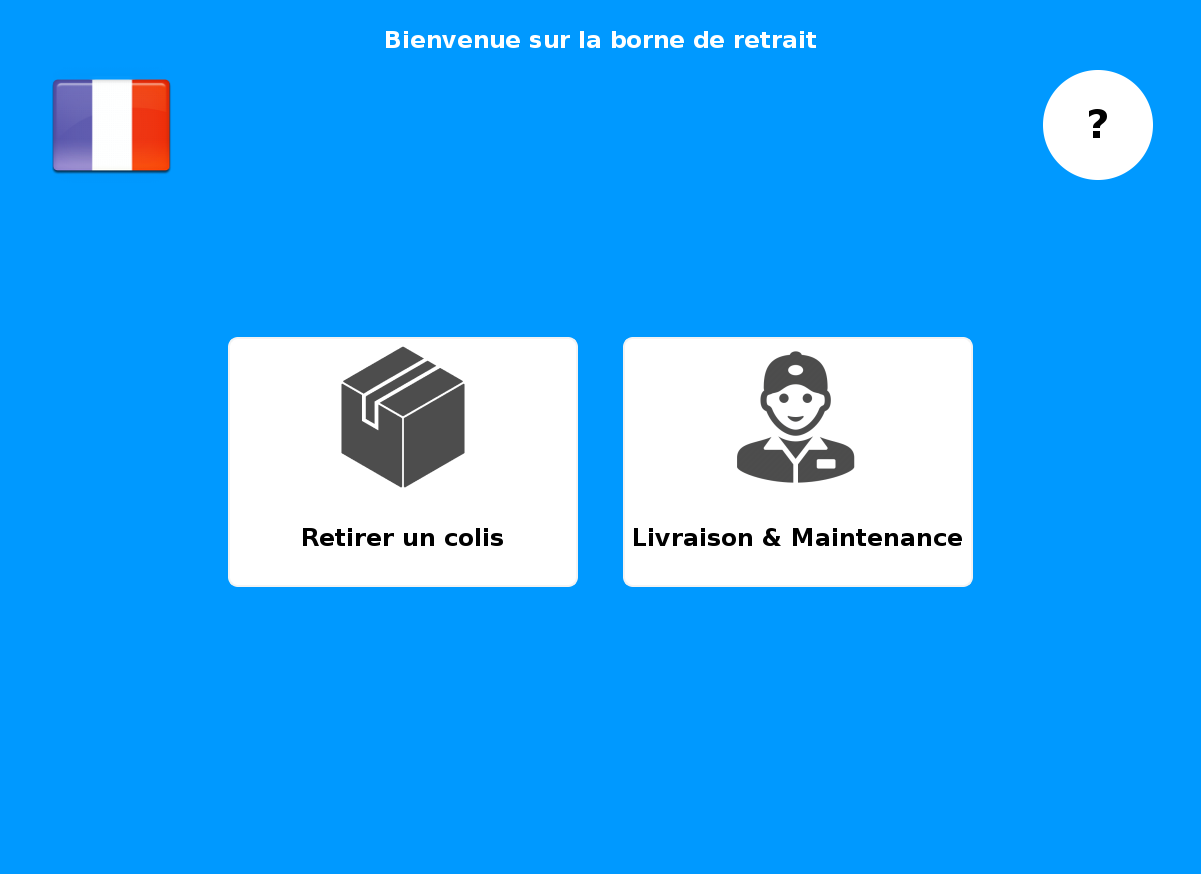 Bienvenue sur la borne de retrait
?
Retirer un colis
Livraison & Maintenance